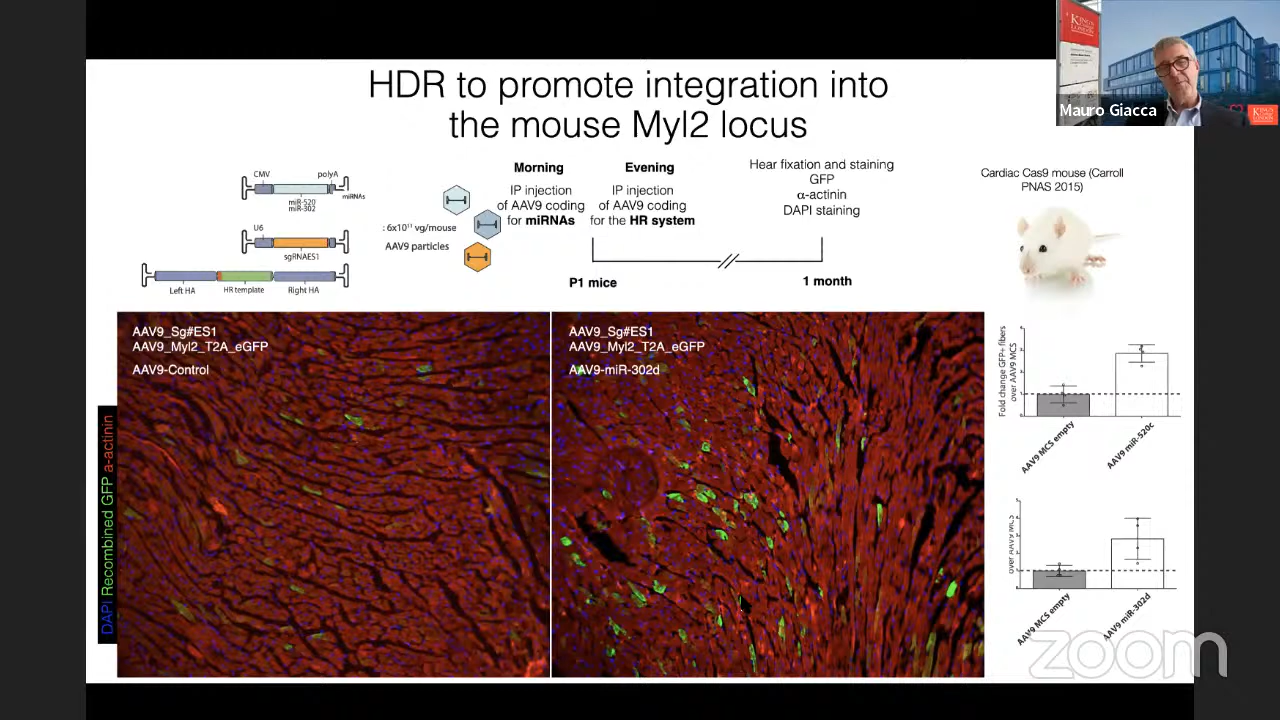 HDR to promote integration into
the mouse Myl2 locus
KING'S
LONDON
Mauro Giacca
CMV
polyA
miRNAs
miR-520
miR-302
U6
sgRNAES1
Left HA
HR template
Right HA
: 6x10¹¹ vg/mouse
AAV9 particles
Morning
IP injection
of AAV9 coding
for miRNAs
Evening
IP injection
of AAV9 coding
for the HR system
Hear fixation and staining
GFP
α-actinin
DAPI staining
P1 mice
1 month
Cardiac Cas9 mouse (Carroll
PNAS 2015)
DAPI Recombined GFP a-actinin
AAV9_Sg#ES1
AAV9_Myl2_T2A_eGFP
AAV9-Control
AAV9_Sg#ES1
AAV9_Myl2_T2A_eGFP
AAV9-miR-302d
Fold change GFP+ fibers
over AAV9 MCS
AAV9 MCS empty
AAV9 miR-520c
over AAV9 MCS
AAV9 MCS empty
AAV9 miR-302d
zoom